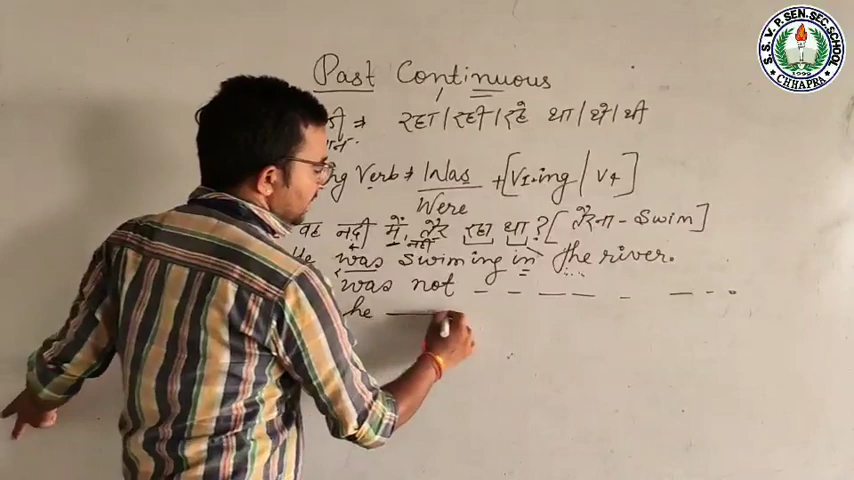 Past Continuous
रहा/रही/रहे था/थे/थी
Verb ⇒ Was + [V1+ing / V4]
Were
वह नदी में तैर रहा था ? [तैरना - Swim]
नहीं
He was swiming in the river.
was not _ _ _ _ _ _ _
he
S.S.V.P. SEN. SEC. SCHOOL
CHHAPRA